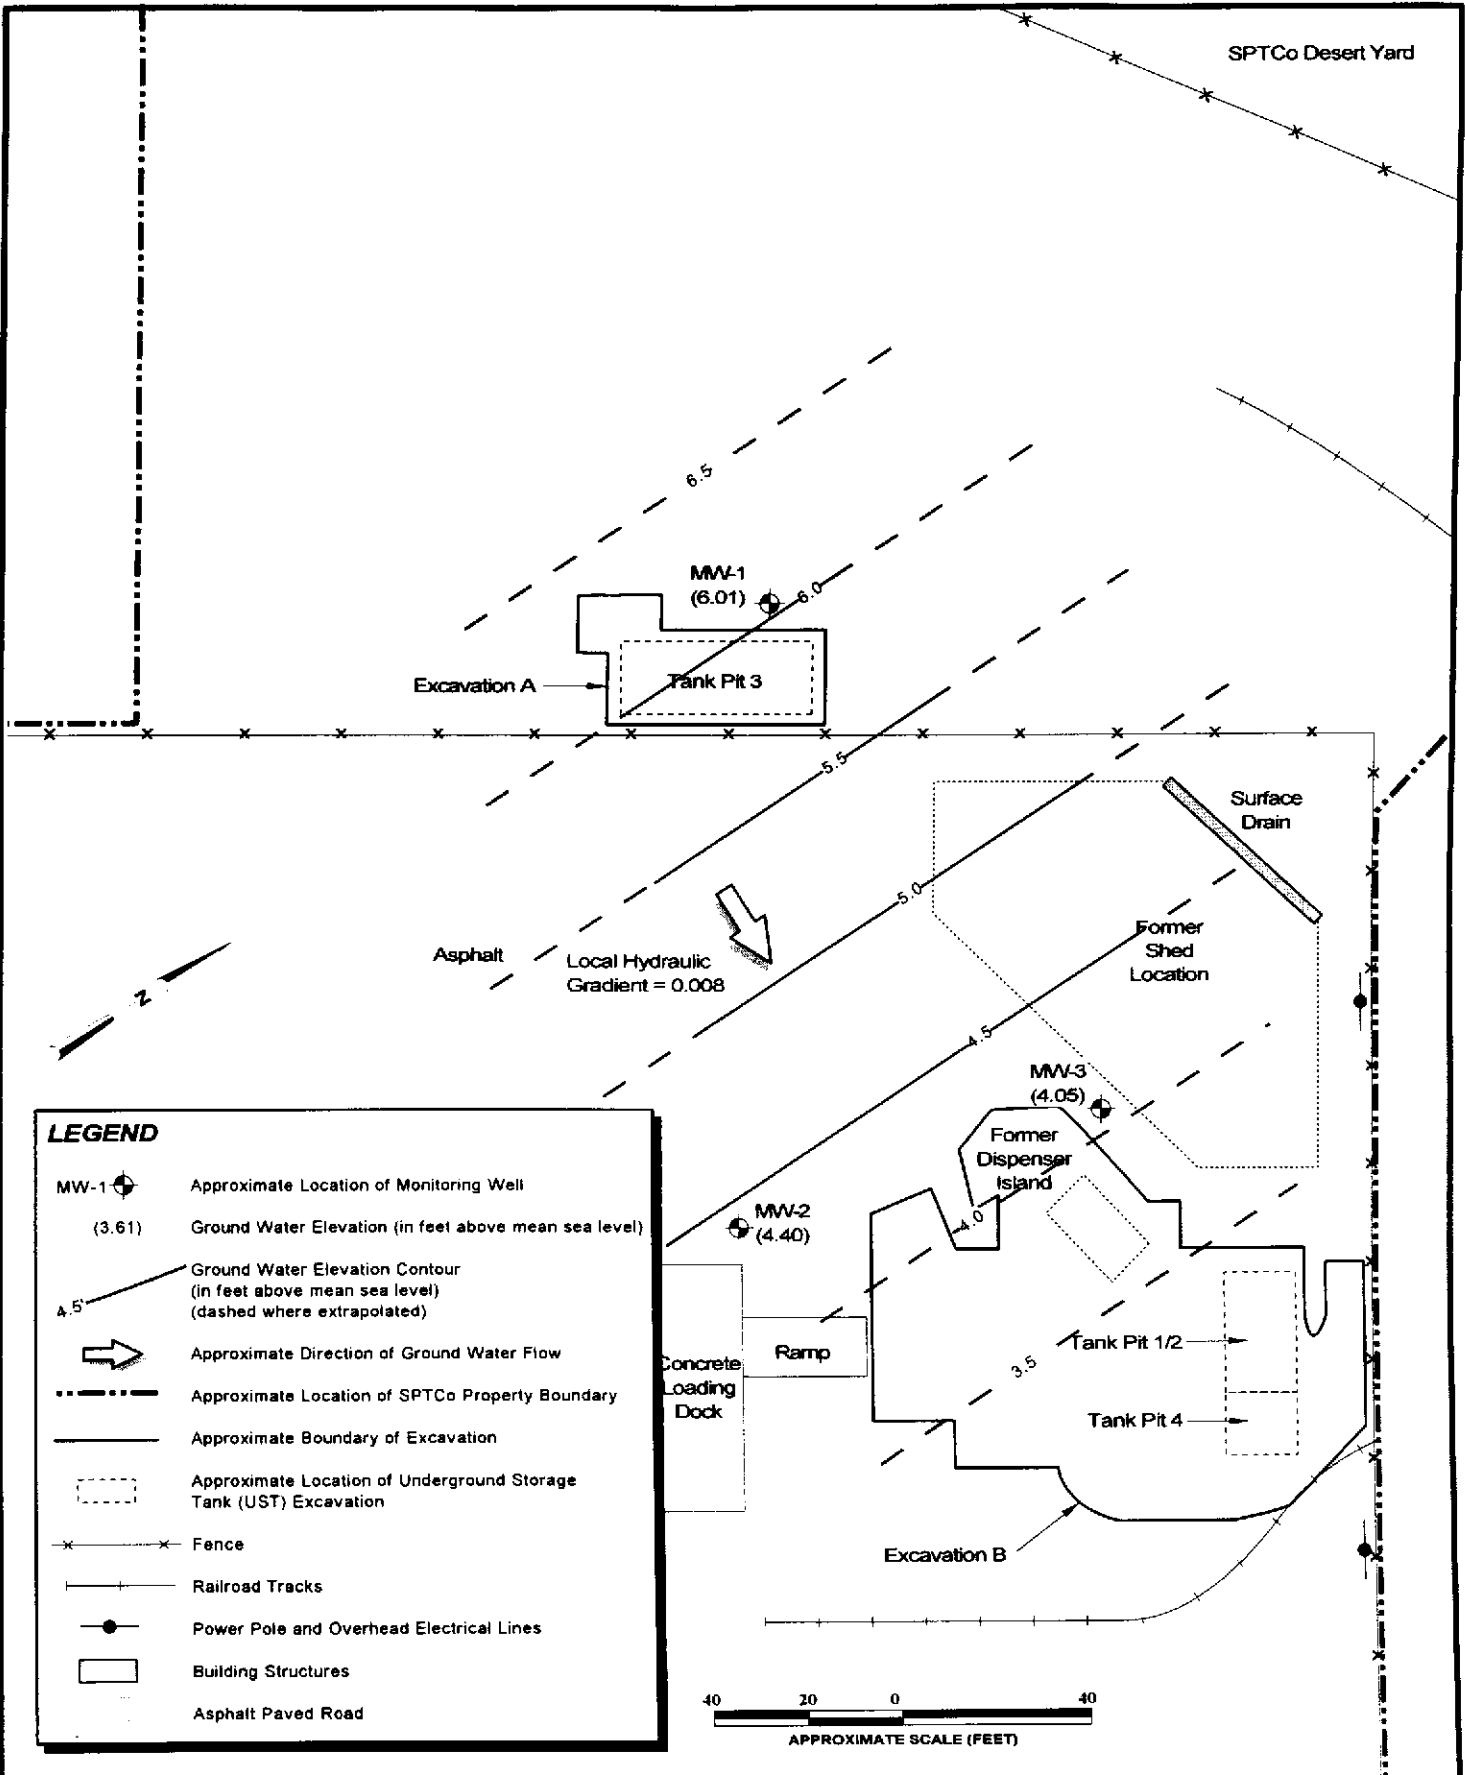 SPTCo Desert Yard
6.5
MW-1
(6.01)
6.0
Excavation A
Tank Pit 3
5.5
Surface
Drain
5.0
Asphalt
Local Hydraulic
Gradient = 0.008
Former
Shed
Location
N
4.5
MW-3
(4.05)
Former
Dispenser
Island
4.0
MW-2
(4.40)
Ramp
Concrete
Loading
Dock
3.5
Tank Pit 1/2
Tank Pit 4
Excavation B
LEGEND
MW-1 Approximate Location of Monitoring Well
(3.61) Ground Water Elevation (in feet above mean sea level)
4.5' Ground Water Elevation Contour
(in feet above mean sea level)
(dashed where extrapolated)
Approximate Direction of Ground Water Flow
Approximate Location of SPTCo Property Boundary
Approximate Boundary of Excavation
Approximate Location of Underground Storage
Tank (UST) Excavation
Fence
Railroad Tracks
Power Pole and Overhead Electrical Lines
Building Structures
Asphalt Paved Road
40 20 0 40
APPROXIMATE SCALE (FEET)